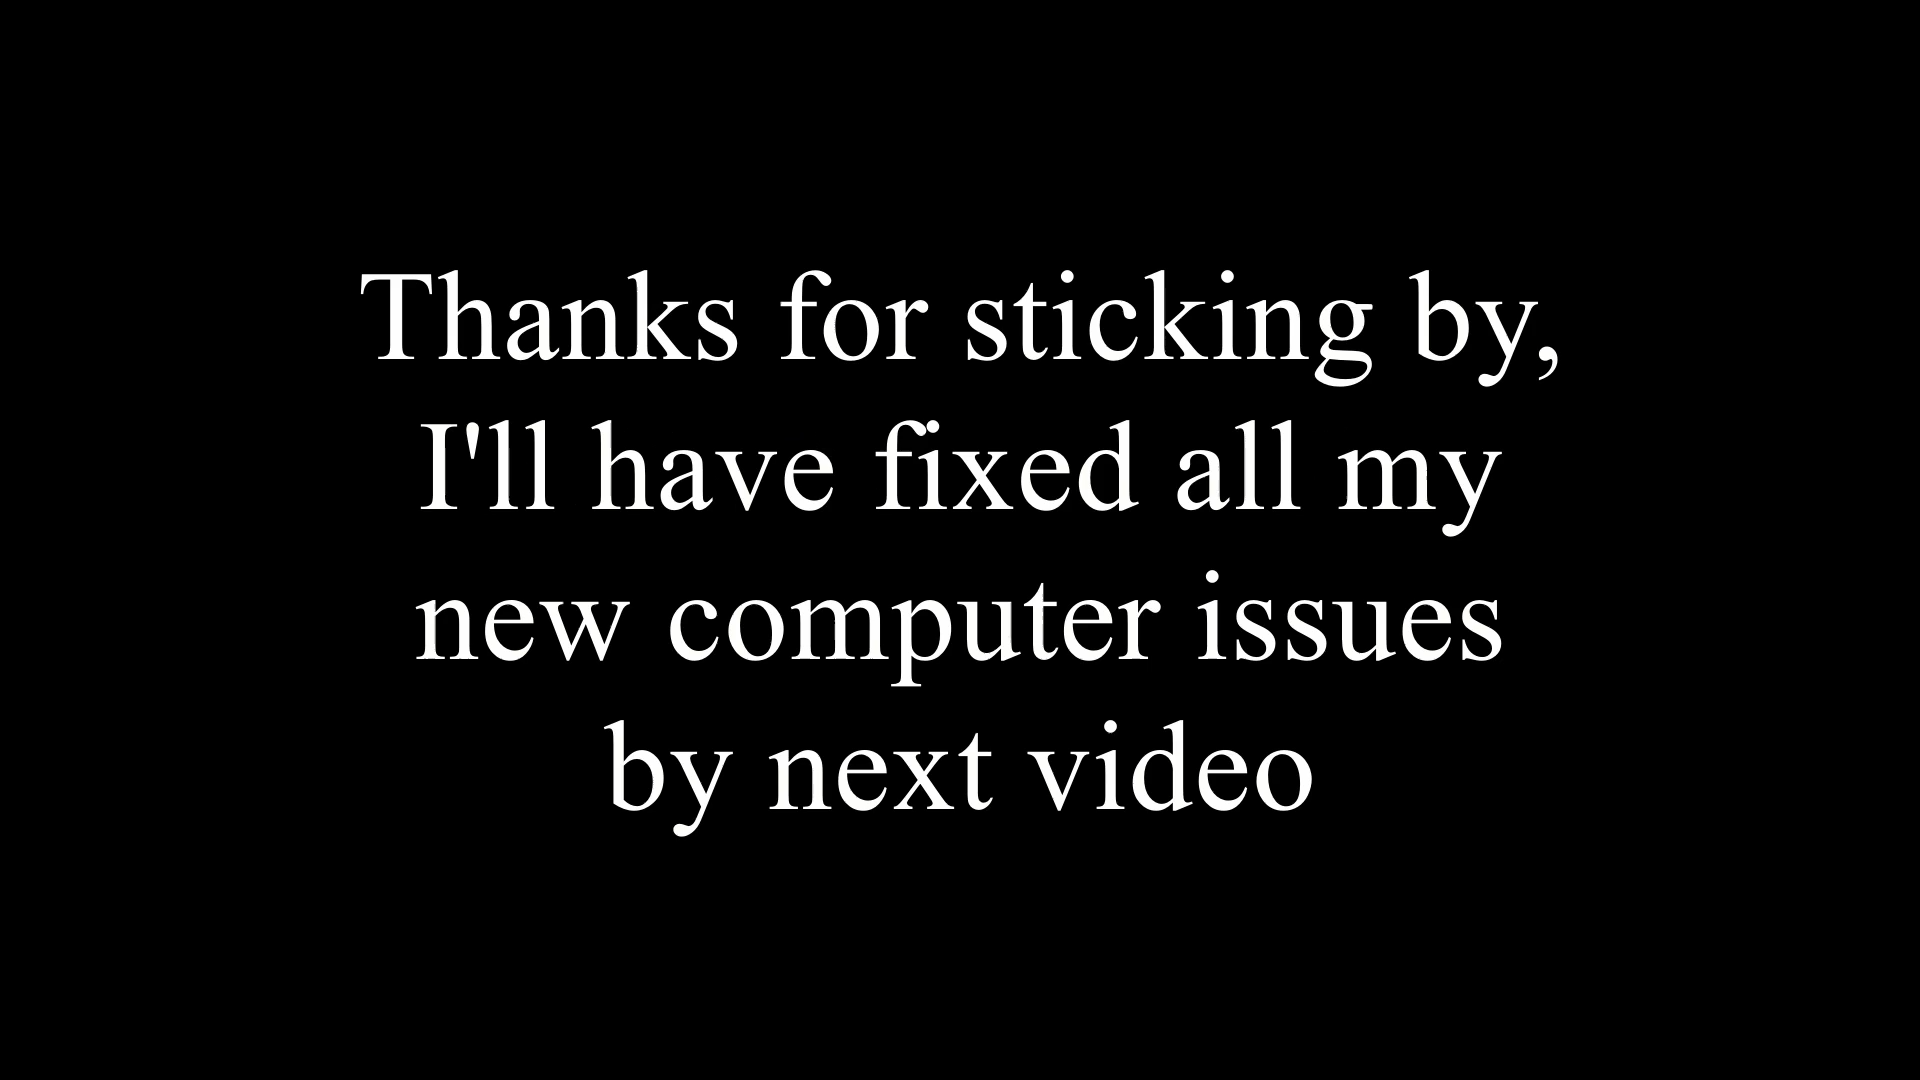 Thanks for sticking by,
I'll have fixed all my
new computer issues
by next video